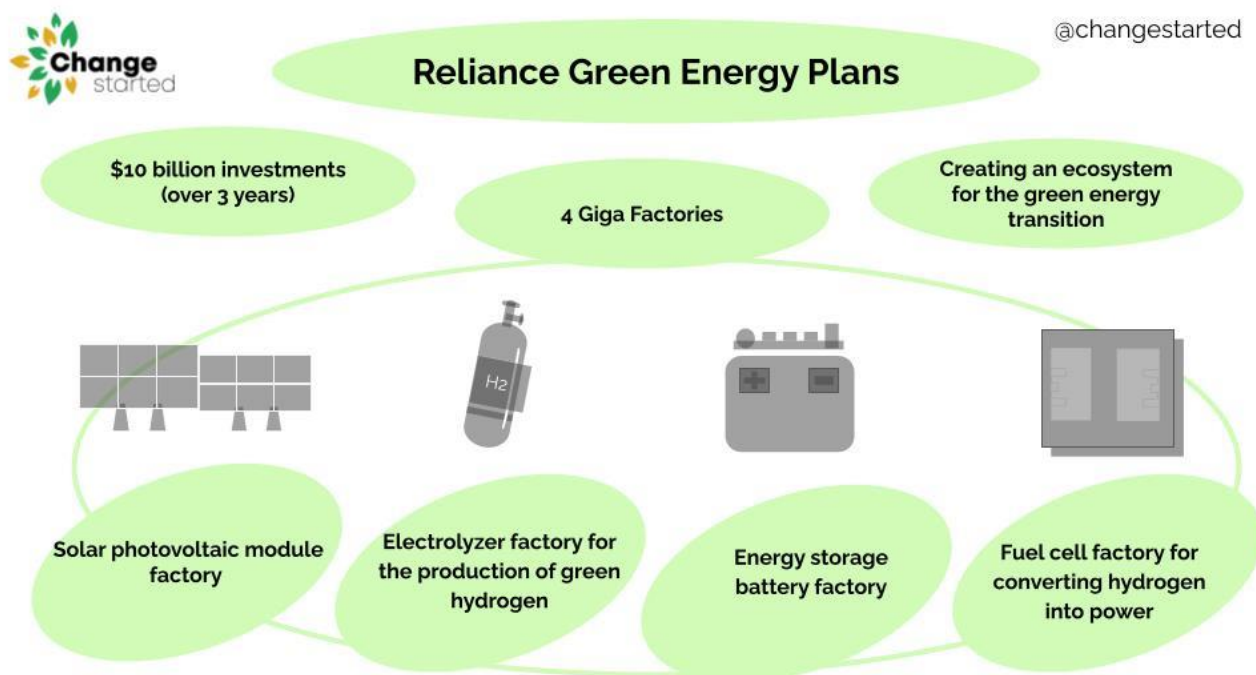 Change
started
@changestarted
Reliance Green Energy Plans
$10 billion investments
(over 3 years)
4 Giga Factories
Creating an ecosystem
for the green energy
transition
H2
Solar photovoltaic module
factory
Electrolyzer factory for
the production of green
hydrogen
Energy storage
battery factory
Fuel cell factory for
converting hydrogen
into power